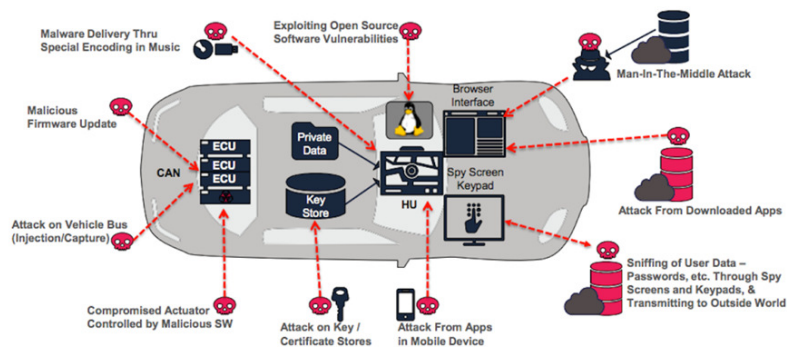 Malware Delivery Thru
Special Encoding in Music
Exploiting Open Source
Software Vulnerabilities
Man-In-The-Middle Attack
Malicious
Firmware Update
Browser
Interface
Private
Data
ECU
ECU
ECU
CAN
Key
Store
HU
Spy Screen
Keypad
Attack From Downloaded Apps
Attack on Vehicle Bus
(Injection/Capture)
Compromised Actuator
Controlled by Malicious SW
Attack on Key /
Certificate Stores
Attack From Apps
in Mobile Device
Sniffing of User Data –
Passwords, etc. Through Spy
Screens and Keypads, &
Transmitting to Outside World